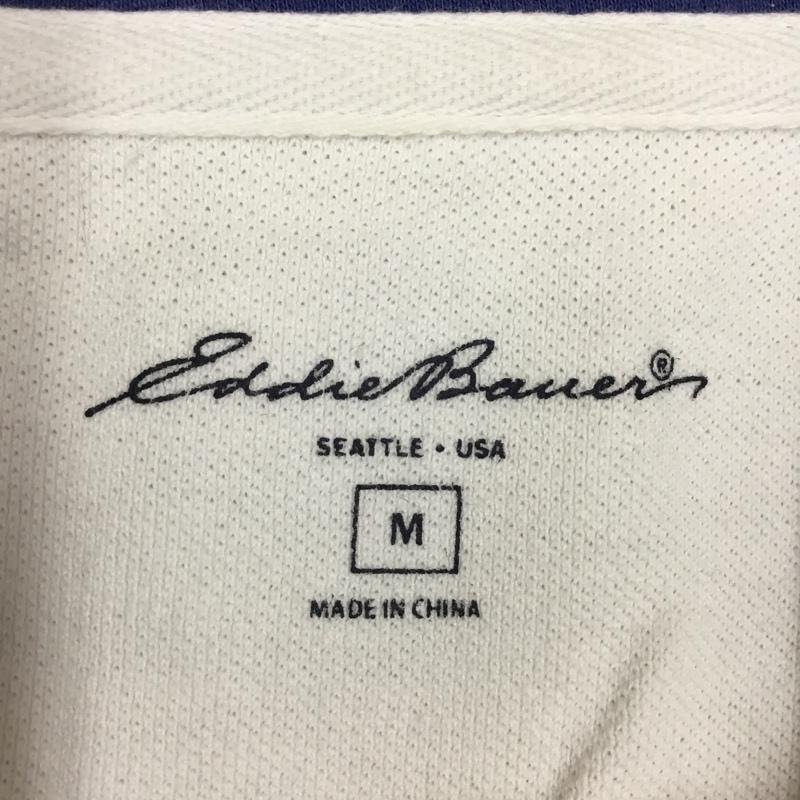 Eddie Bauer®
SEATTLE • USA
M
MADE IN CHINA